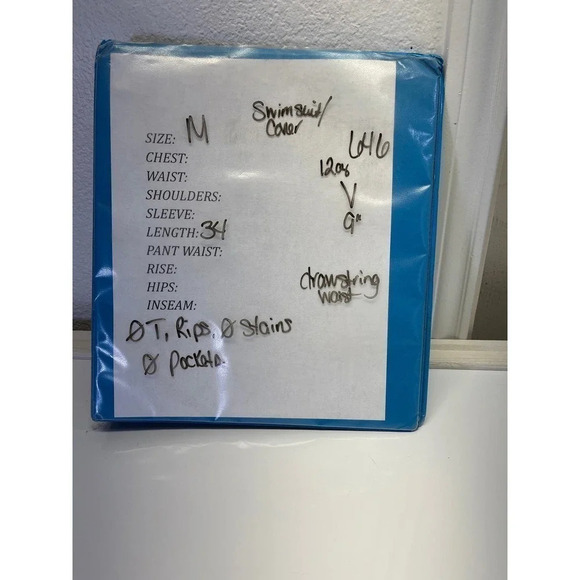 Swimsuit/
Cover
SIZE: M
646
CHEST:
12oz
WAIST:
V
SHOULDERS:
9"
SLEEVE:
LENGTH: 34
PANT WAIST:
RISE:
drawstring
waist
HIPS:
INSEAM:
Ø T, Rips, Ø Stains
Ø Pockets.